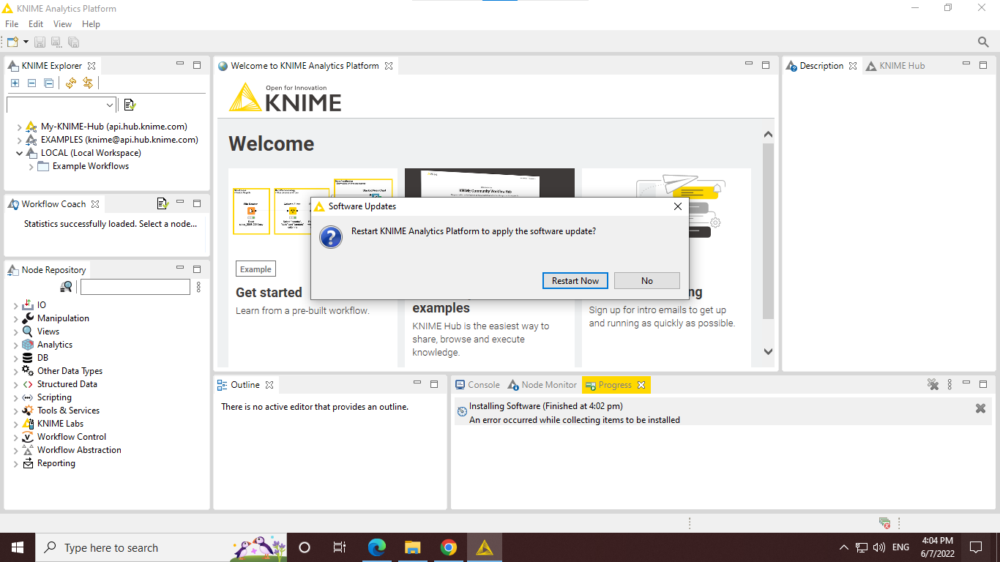 KNIME Analytics Platform
File Edit View Help
KNIME Explorer
My-KNIME-Hub (api.hub.knime.com)
EXAMPLES (knime@api.hub.knime.com)
LOCAL (Local Workspace)
Example Workflows
Workflow Coach
Statistics successfully loaded. Select a node...
Node Repository
IO
Manipulation
Views
Analytics
DB
Other Data Types
Structured Data
Scripting
Tools & Services
KNIME Labs
Workflow Control
Workflow Abstraction
Reporting
Welcome to KNIME Analytics Platform
Open for Innovation
KNIME
Welcome
Example
Get started
Learn from a pre-built workflow.
KNIME Community Workflow Hub
examples
KNIME Hub is the easiest way to
share, browse and execute
knowledge.
ng
Sign up for intro emails to get up
and running as quickly as possible.
Software Updates
Restart KNIME Analytics Platform to apply the software update?
Restart Now No
Description KNIME Hub
Outline
There is no active editor that provides an outline.
Console Node Monitor Progress
Installing Software (Finished at 4:02 pm)
An error occurred while collecting items to be installed
Type here to search
ENG
4:04 PM
6/7/2022